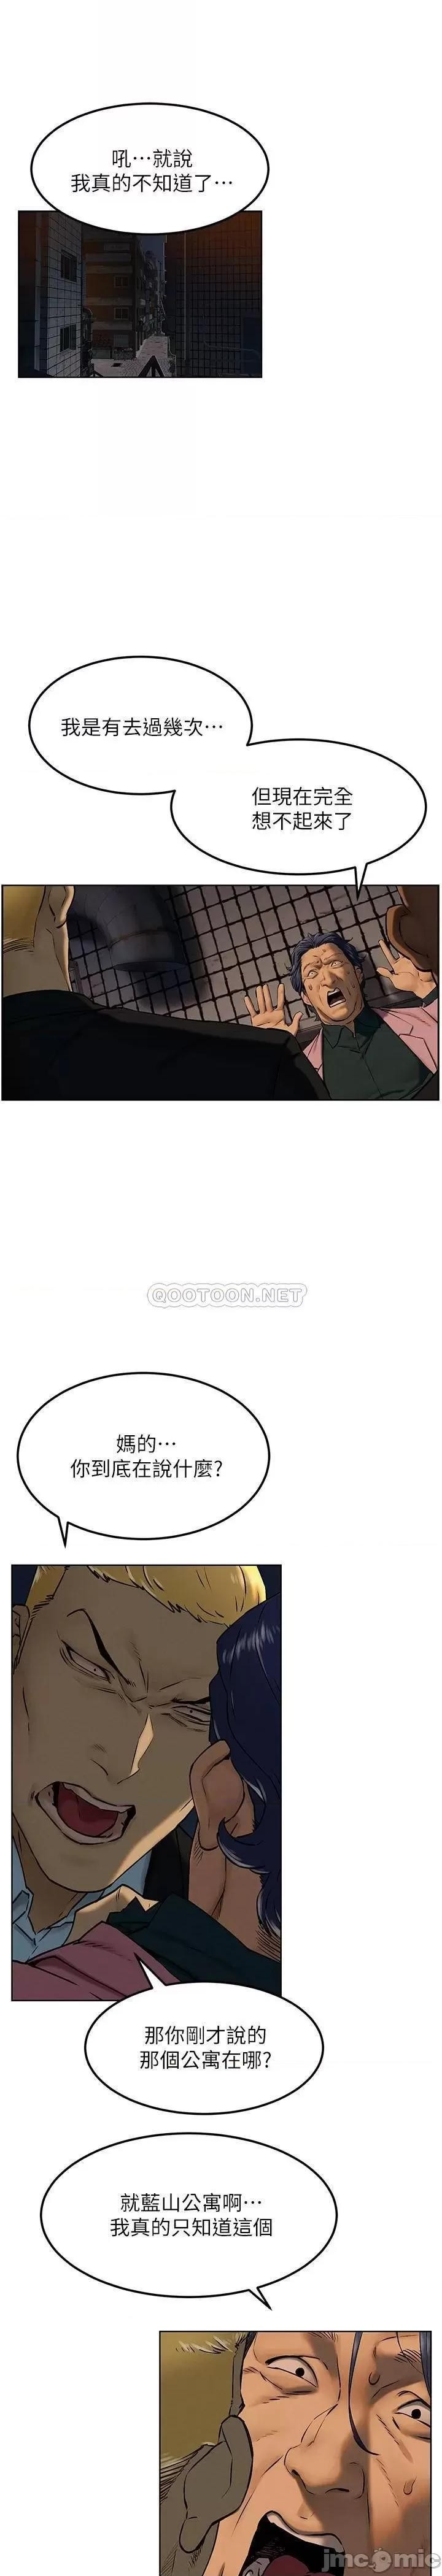 吼⋯就說
我真的不知道了⋯
我是有去過幾次⋯
但現在完全
想不起來了
QOOTOON.NET
媽的⋯
你到底在說什麼?
那你剛才說的
那個公寓在哪?
就藍山公寓啊⋯
我真的只知道這個
jmcomic